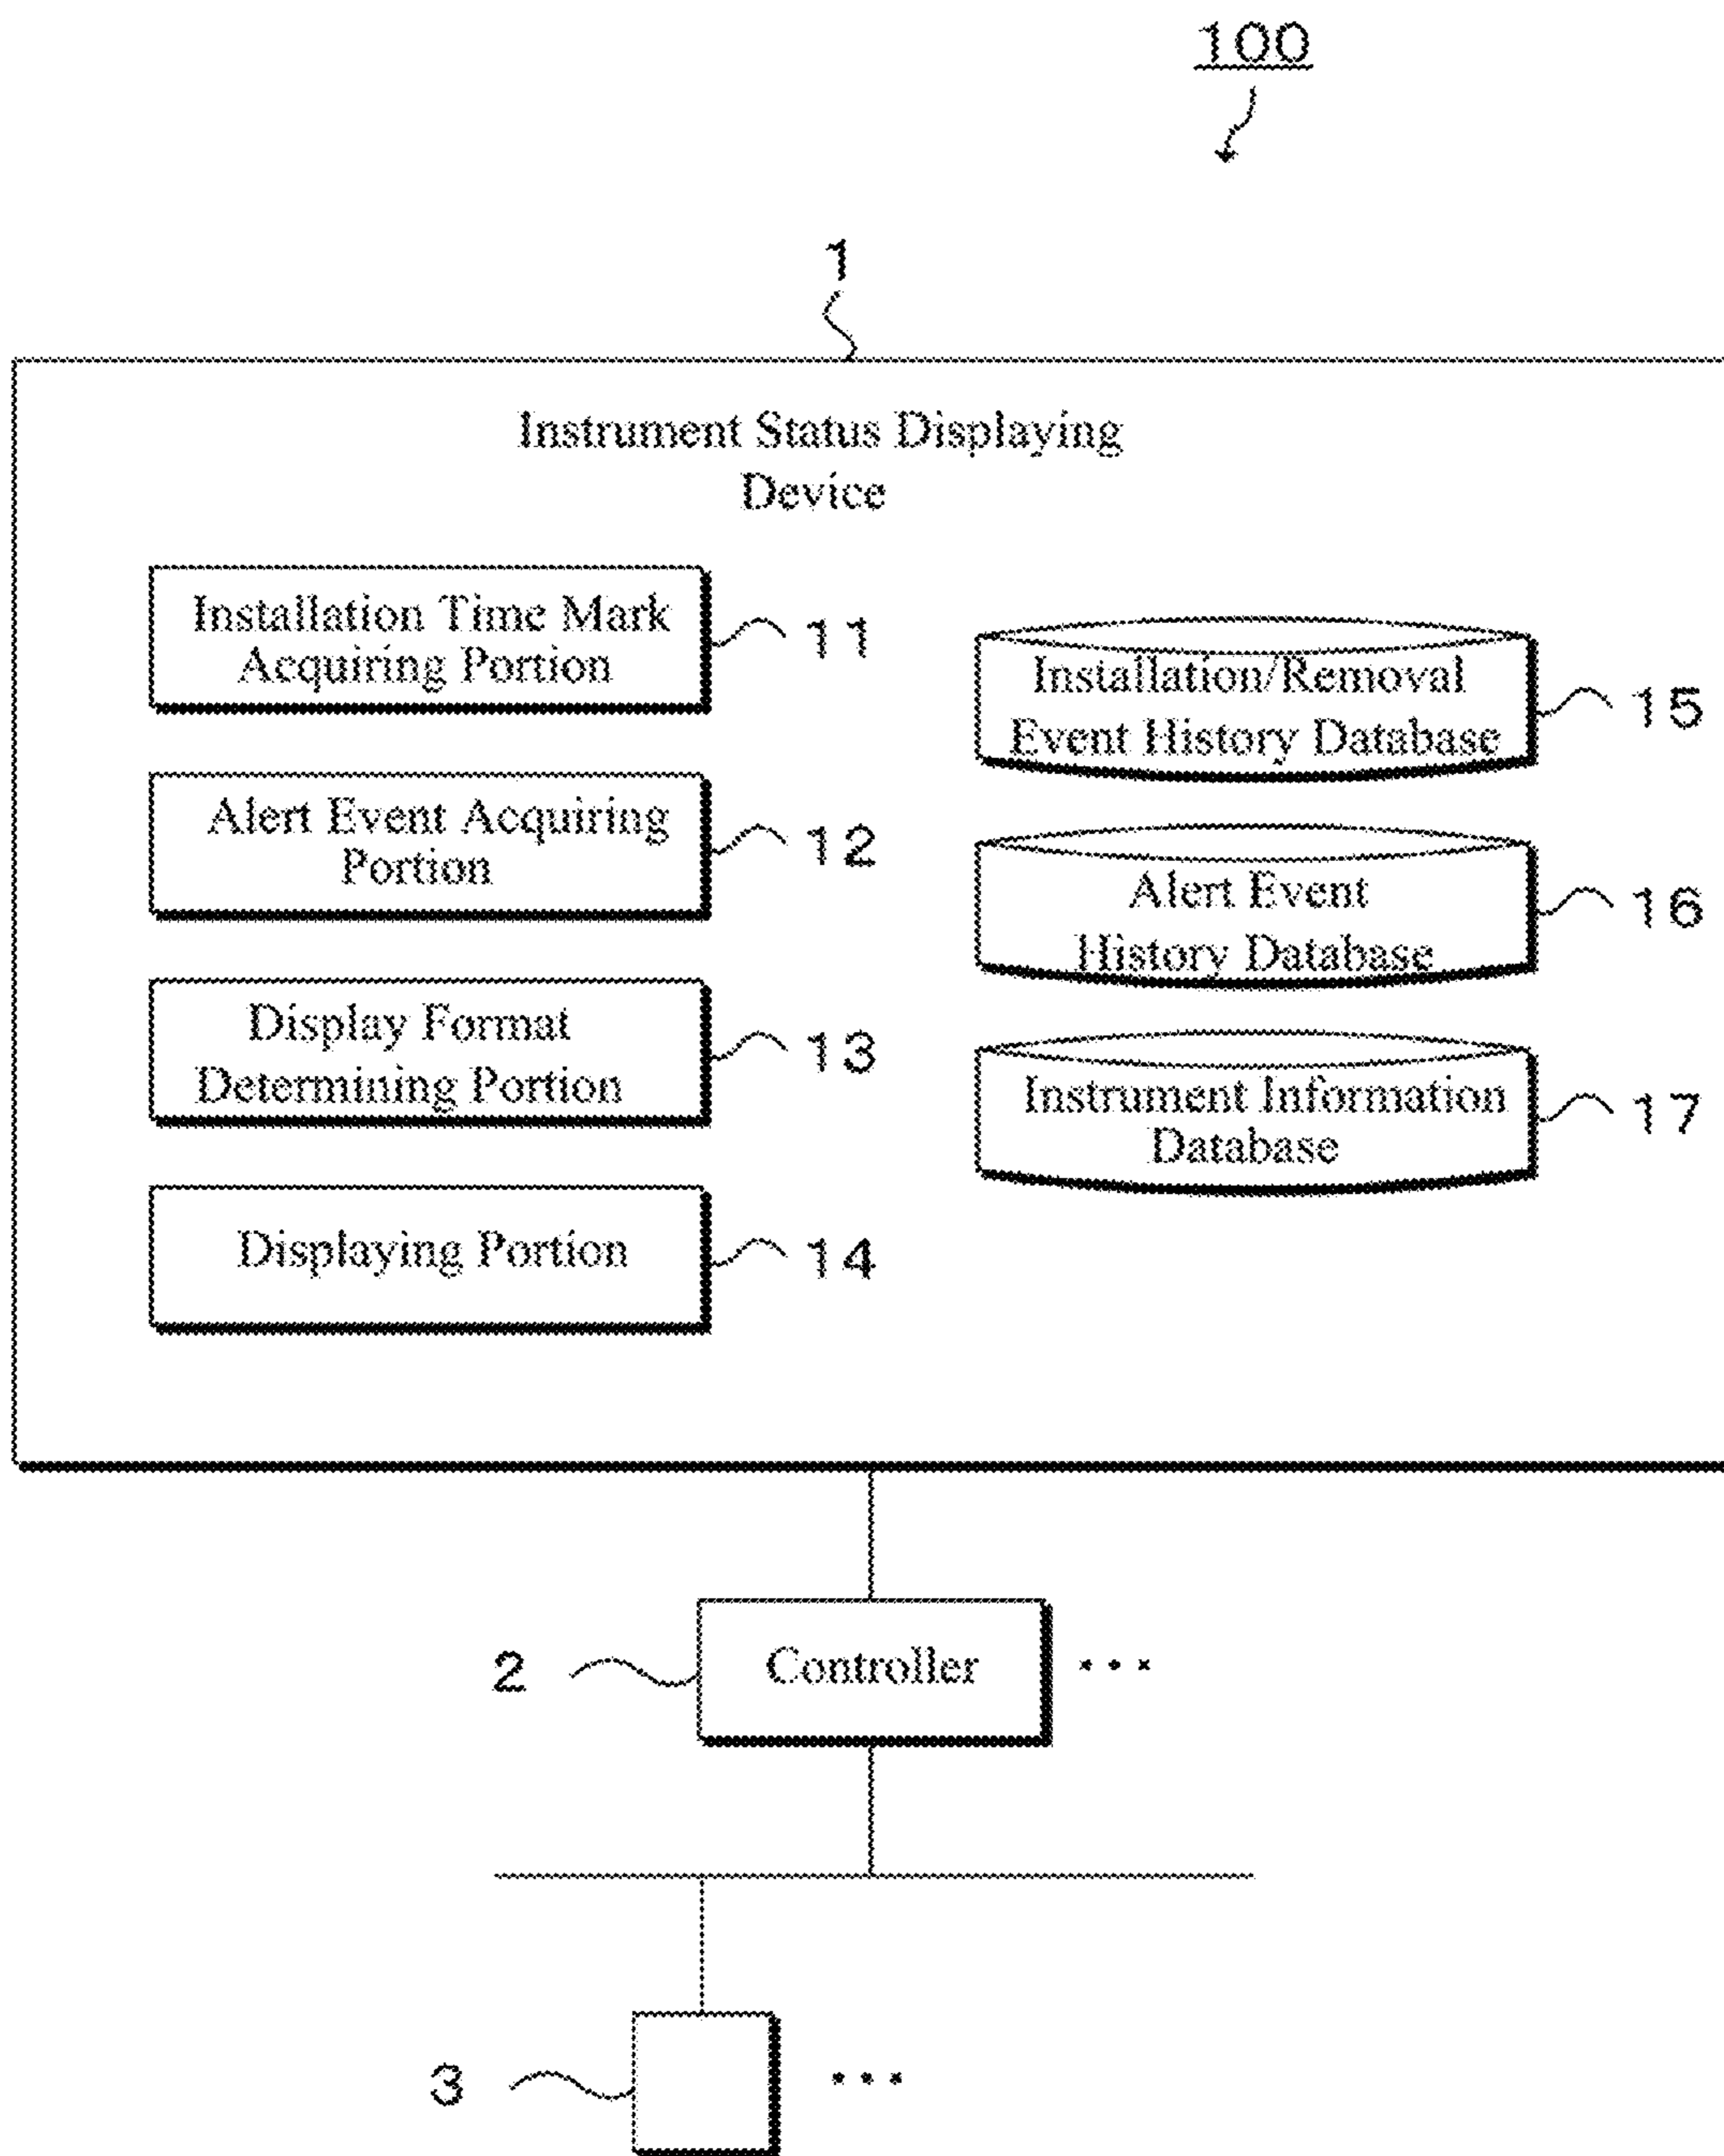 100
1
Instrument Status Displaying
Device
Installation Time Mark
Acquiring Portion
11
Alert Event Acquiring
Portion
12
Display Format
Determining Portion
13
Displaying Portion
14
Installation/Removal
Event History Database
15
Alert Event
History Database
16
Instrument Information
Database
17
2
Controller
...
3
...